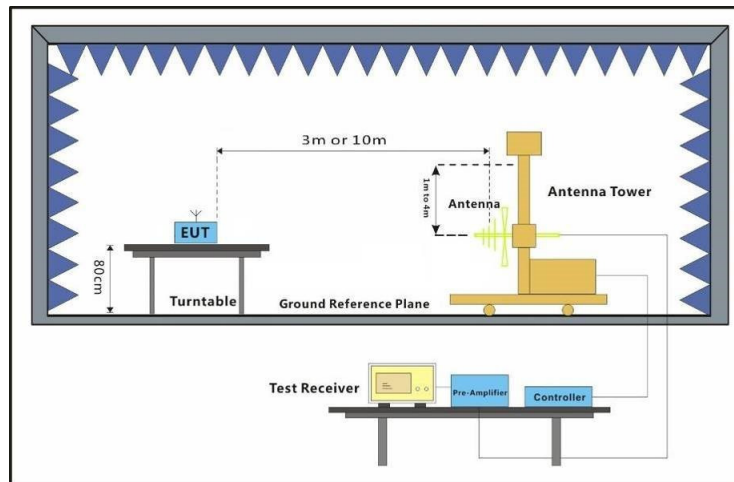 3m or 10m
1m to 4m
Antenna
Antenna Tower
EUT
80cm
Turntable
Ground Reference Plane
Test Receiver
Pre-Amplifier
Controller